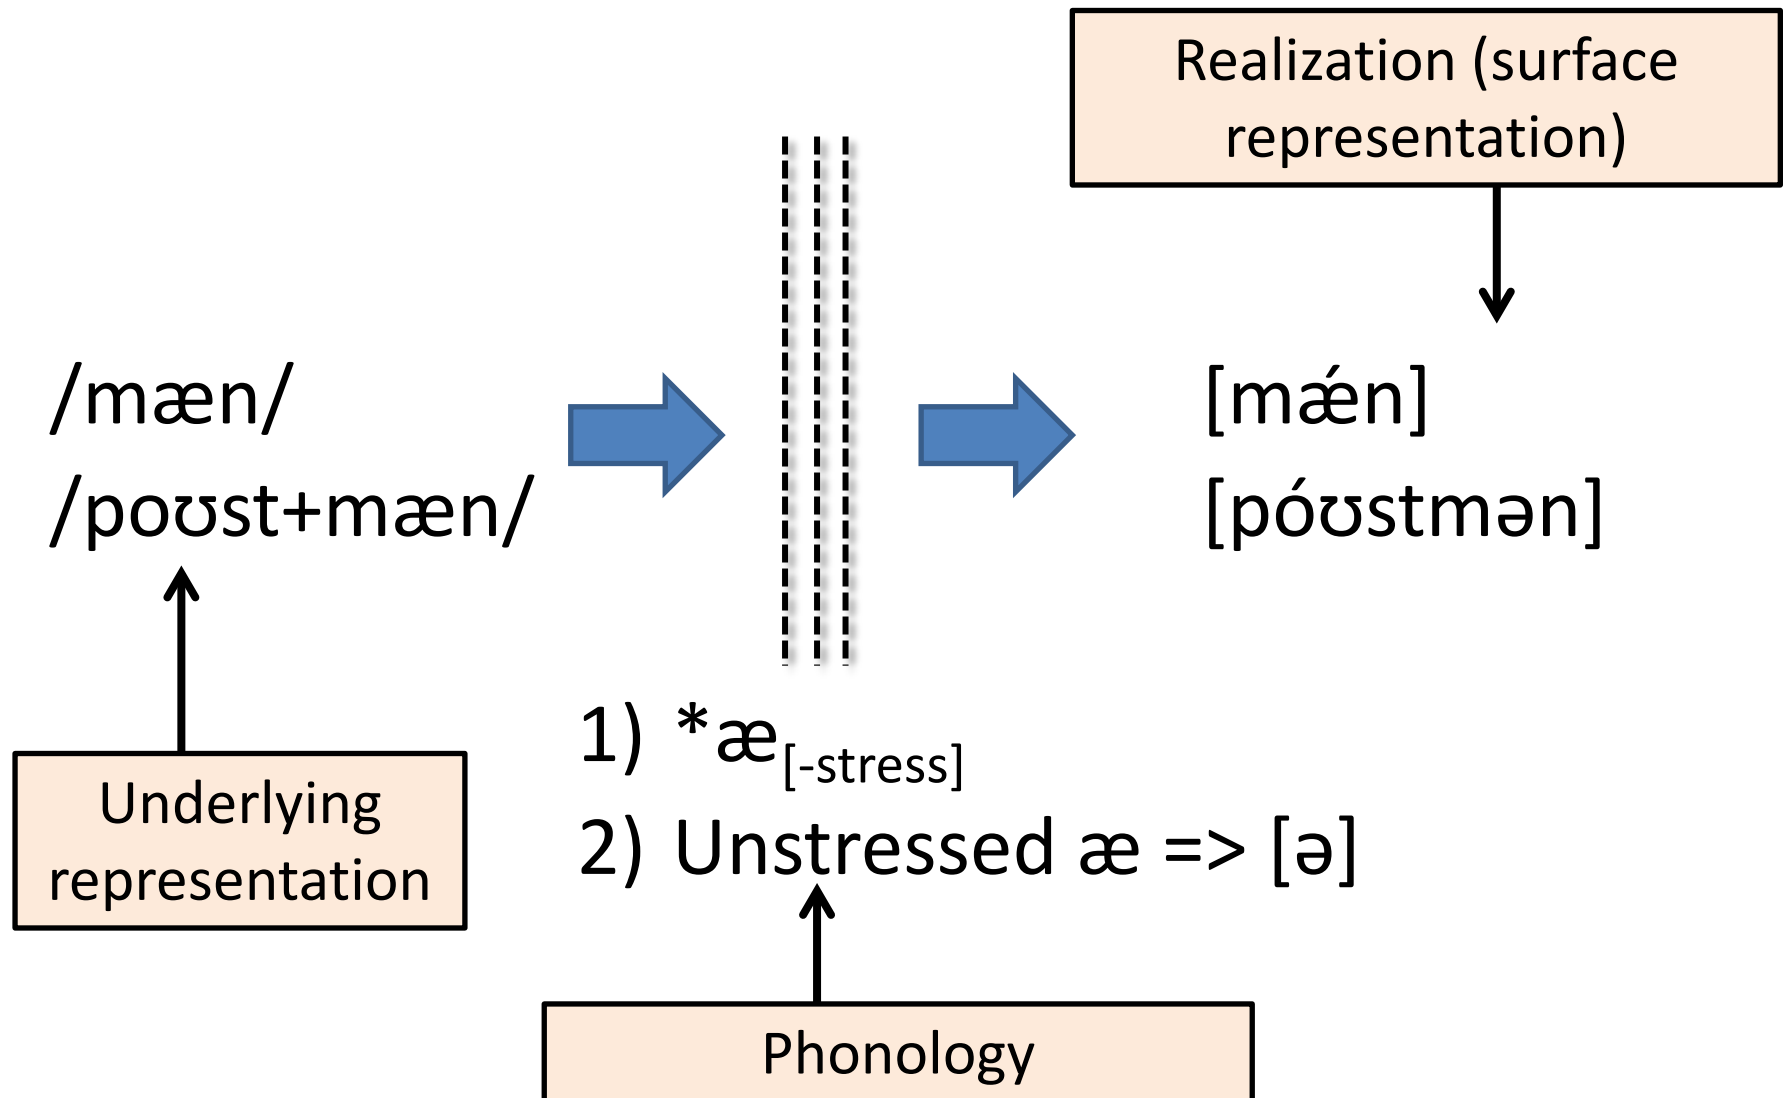 Realization (surface
representation)
/mæn/
[mǽn]
/poʊst+mæn/
[póʊstmən]
1) *æ[-stress]
2) Unstressed æ => [ə]
Underlying
representation
Phonology